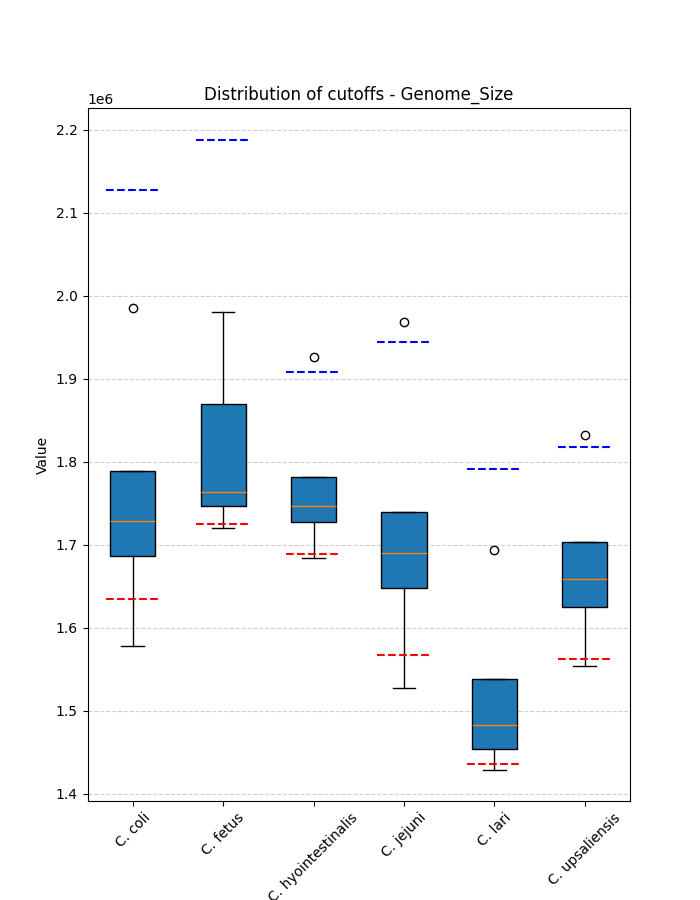 Distribution of cutoffs - Genome_Size
1e6
2.2
2.1
2.0
1.9
1.8
1.7
1.6
1.5
1.4
Value
C. coli
C. fetus
C. hyointestinalis
C. jejuni
C. lari
C. upsaliensis